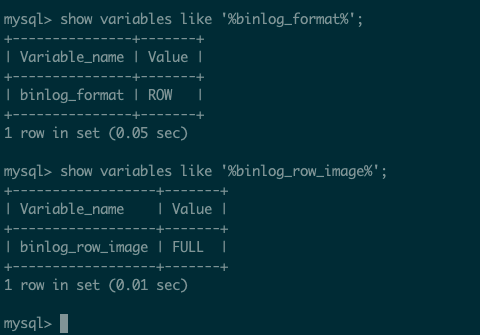 mysql> show variables like '%binlog_format%';
+---------------+-------+
| Variable_name | Value |
+---------------+-------+
| binlog_format | ROW   |
+---------------+-------+
1 row in set (0.05 sec)

mysql> show variables like '%binlog_row_image%';
+------------------+-------+
| Variable_name    | Value |
+------------------+-------+
| binlog_row_image | FULL  |
+------------------+-------+
1 row in set (0.01 sec)

mysql>